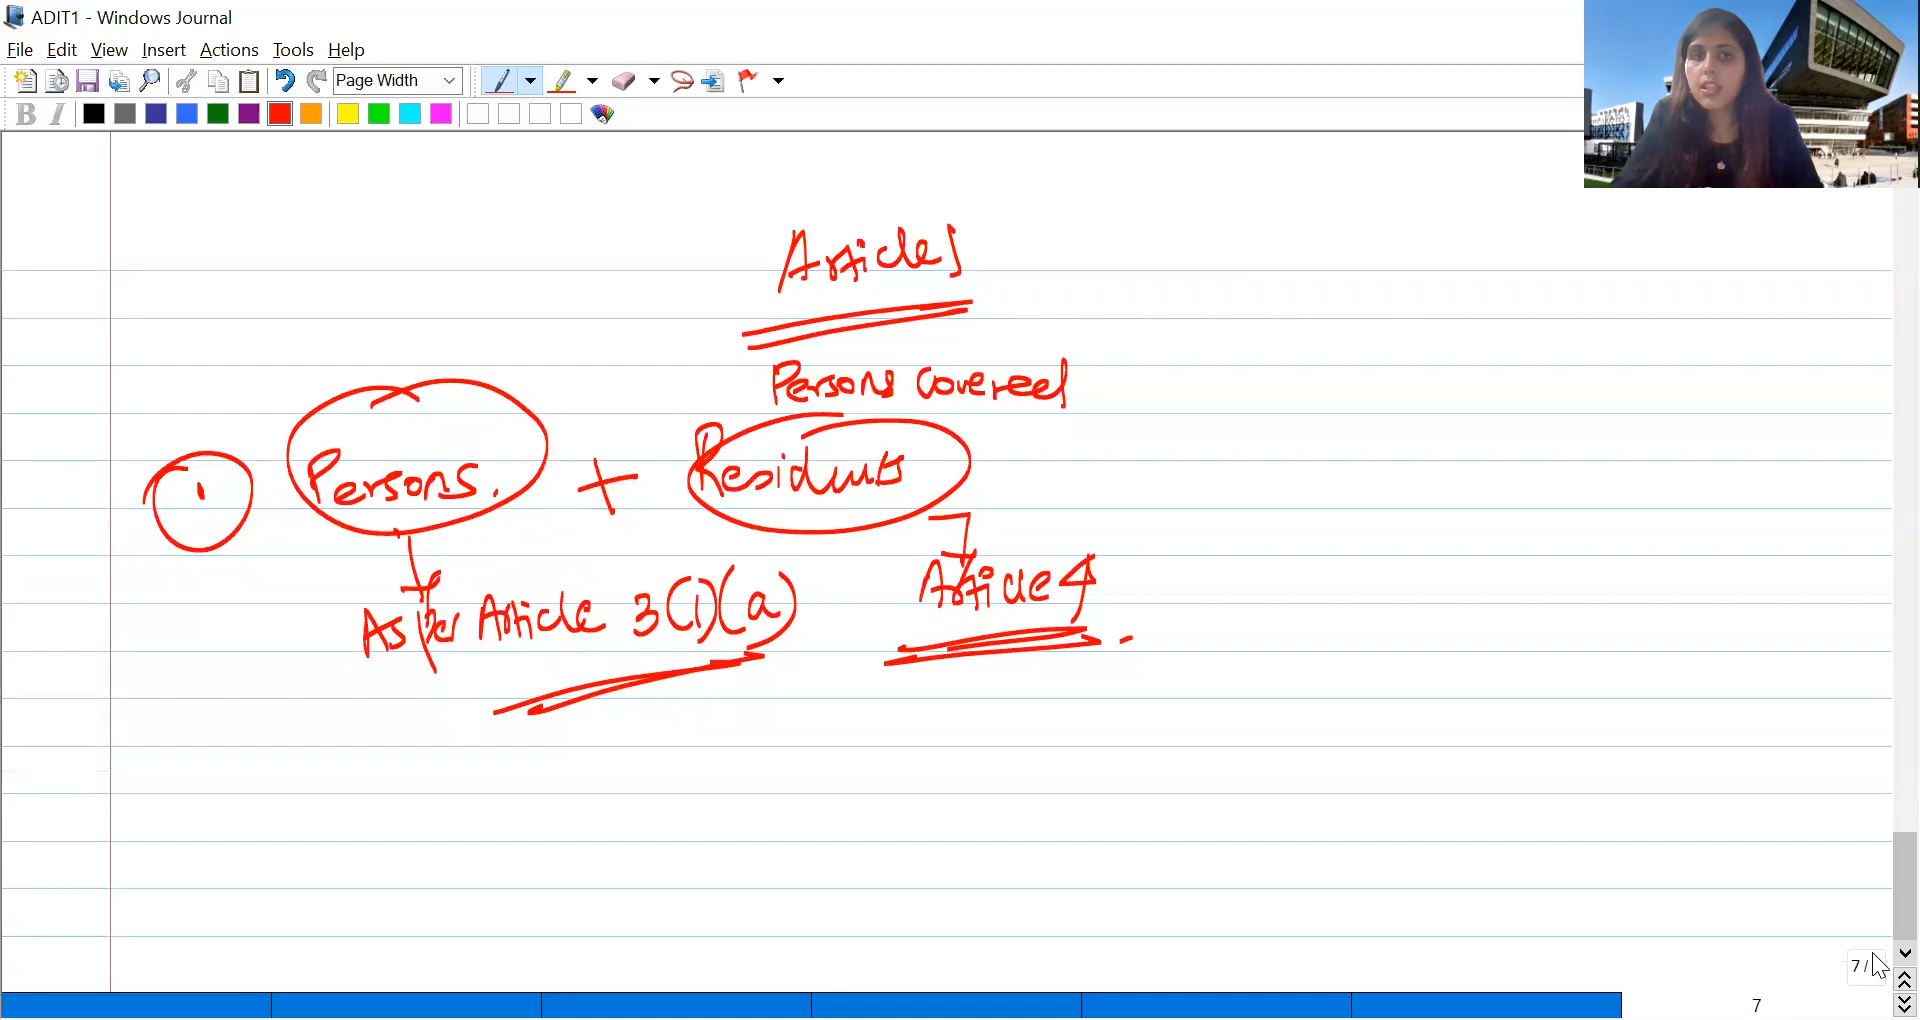 ADIT1 - Windows Journal
File Edit View Insert Actions Tools Help
Page Width
B I
Article 1
Persons covered
1 Persons. + Residents
As per Article 3(1)(a) Article 4
7 /
7